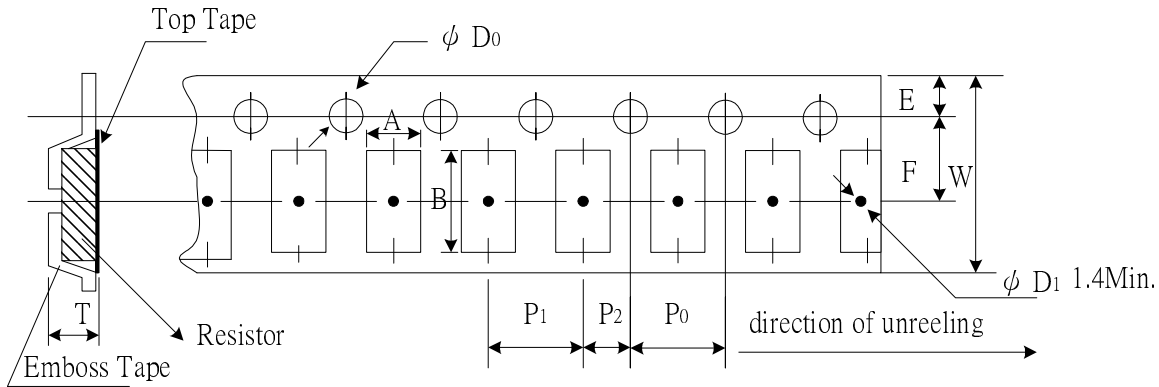 Top Tape
ϕ D0
E
A
F
W
B
ϕ D1 1.4Min.
T
P1
P2
P0
direction of unreeling
Resistor
Emboss Tape